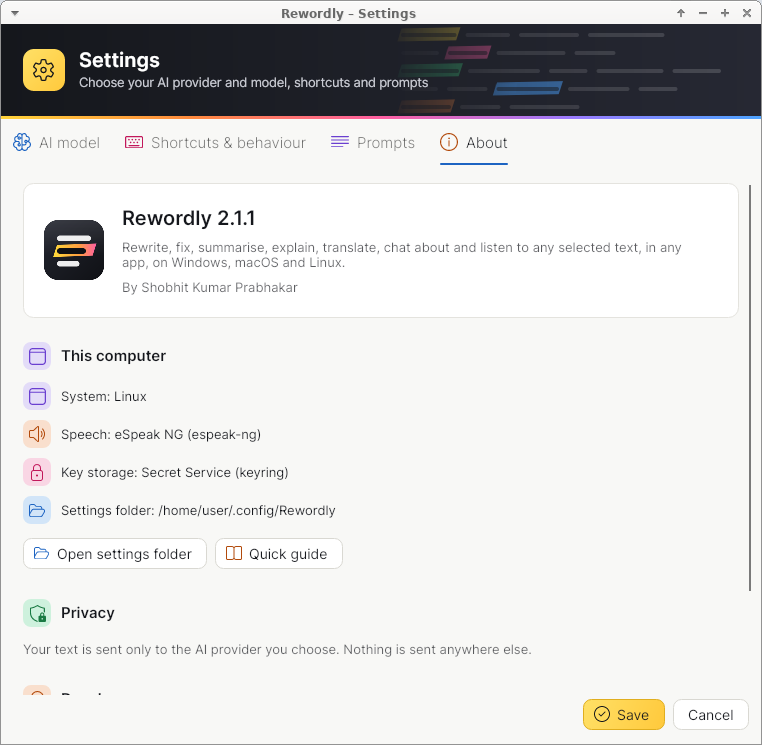 Rewordly – Settings
Settings
Choose your AI provider and model, shortcuts and prompts
AI model
Shortcuts & behaviour
Prompts
About
Rewordly 2.1.1
Rewrite, fix, summarise, explain, translate, chat about and listen to any selected text, in any
app, on Windows, macOS and Linux.
By Shobhit Kumar Prabhakar
This computer
System: Linux
Speech: eSpeak NG (espeak-ng)
Key storage: Secret Service (keyring)
Settings folder: /home/user/.config/Rewordly
Open settings folder
Quick guide
Privacy
Your text is sent only to the AI provider you choose. Nothing is sent anywhere else.
Save
Cancel